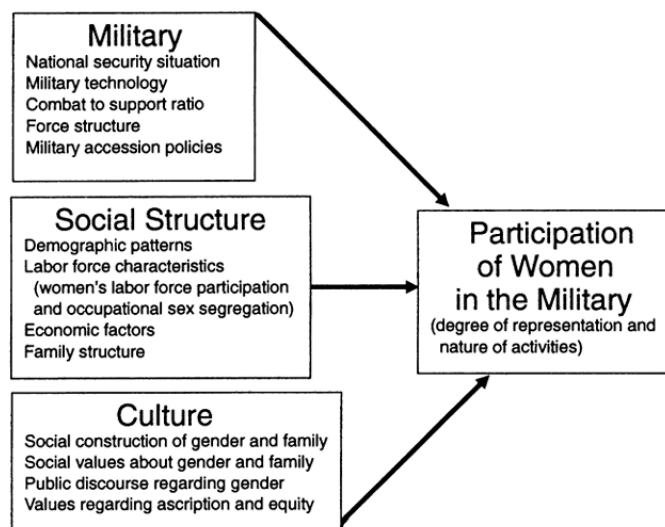 Military
National security situation
Military technology
Combat to support ratio
Force structure
Military accession policies
Social Structure
Demographic patterns
Labor force characteristics
(women's labor force participation
and occupational sex segregation)
Economic factors
Family structure
Culture
Social construction of gender and family
Social values about gender and family
Public discourse regarding gender
Values regarding ascription and equity
Participation
of Women
in the Military
(degree of representation and
nature of activities)